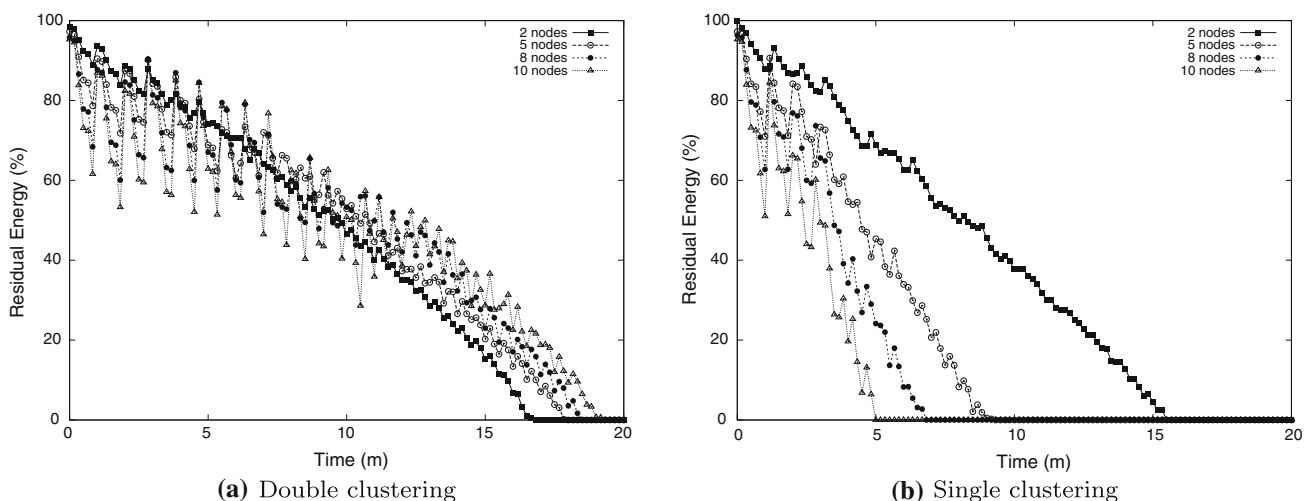 100
80
60
40
20
0
Residual Energy (%)
0 5 10 15 20
Time (m)
2 nodes
5 nodes
8 nodes
10 nodes
(a) Double clustering
100
80
60
40
20
0
Residual Energy (%)
0 5 10 15 20
Time (m)
2 nodes
5 nodes
8 nodes
10 nodes
(b) Single clustering